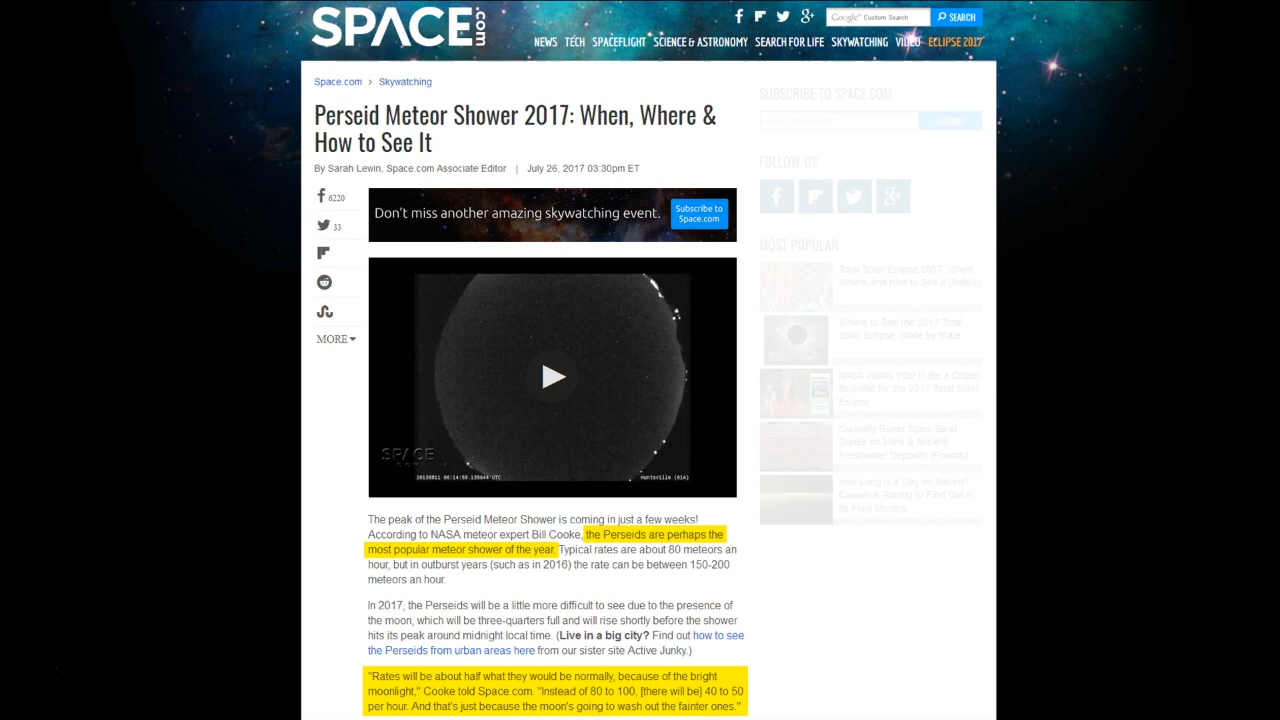 SPACE.com
Google™ Custom Search
SEARCH
NEWS TECH SPACEFLIGHT SCIENCE & ASTRONOMY SEARCH FOR LIFE SKYWATCHING VIDEO ECLIPSE 2017
Space.com > Skywatching
Perseid Meteor Shower 2017: When, Where &
How to See It
By Sarah Lewin, Space.com Associate Editor | July 26, 2017 03:30pm ET
6220
33
MORE
Don't miss another amazing skywatching event.
Subscribe to
Space.com
SPACE
.COM
Huntsville (01A)
The peak of the Perseid Meteor Shower is coming in just a few weeks!
According to NASA meteor expert Bill Cooke, the Perseids are perhaps the
most popular meteor shower of the year. Typical rates are about 80 meteors an
hour, but in outburst years (such as in 2016) the rate can be between 150-200
meteors an hour.
In 2017, the Perseids will be a little more difficult to see due to the presence of
the moon, which will be three-quarters full and will rise shortly before the shower
hits its peak around midnight local time. (Live in a big city? Find out how to see
the Perseids from urban areas here from our sister site Active Junky.)
"Rates will be about half what they would be normally, because of the bright
moonlight," Cooke told Space.com. "Instead of 80 to 100, [there will be] 40 to 50
per hour. And that's just because the moon's going to wash out the fainter ones."
SUBSCRIBE TO SPACE.COM
SUBMIT
FOLLOW US
MOST POPULAR
Total Solar Eclipse 2017: When,
Where and How to See It (Safely)
Where to See the 2017 Total
Solar Eclipse, State by State
NASA Wants YOU to Be a Citizen
Scientist for the 2017 Total Solar
Eclipse
Curiosity Rover Spies Sand
Dunes on Mars & Ancient
Freshwater Deposits (Photos)
How Long is a Day on Saturn?
Cassini Is Racing to Find Out in
Its Final Months